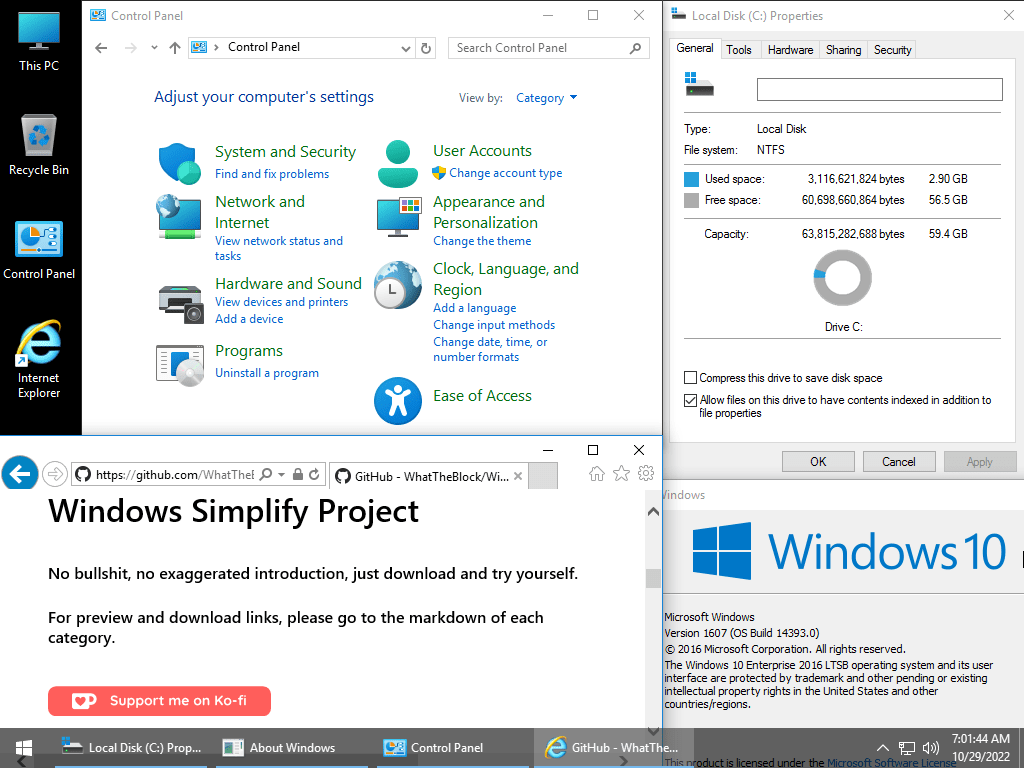 This PC
Recycle Bin
Control Panel
Internet
Explorer
Control Panel
Control Panel
Search Control Panel
Adjust your computer's settings
View by: Category
System and Security
Find and fix problems
Network and
Internet
View network status and
tasks
Hardware and Sound
View devices and printers
Add a device
Programs
Uninstall a program
User Accounts
Change account type
Appearance and
Personalization
Change the theme
Clock, Language, and
Region
Add a language
Change input methods
Change date, time, or
number formats
Ease of Access
Local Disk (C:) Properties
General Tools Hardware Sharing Security
Type: Local Disk
File system: NTFS
Used space: 3,116,621,824 bytes 2.90 GB
Free space: 60,698,660,864 bytes 56.5 GB
Capacity: 63,815,282,688 bytes 59.4 GB
Drive C:
Compress this drive to save disk space
Allow files on this drive to have contents indexed in addition to
file properties
OK Cancel Apply
https://github.com/WhatTheB
GitHub - WhatTheBlock/Wi...
Windows Simplify Project
No bullshit, no exaggerated introduction, just download and try yourself.
For preview and download links, please go to the markdown of each
category.
Support me on Ko-fi
Windows
Windows 10
Microsoft Windows
Version 1607 (OS Build 14393.0)
© 2016 Microsoft Corporation. All rights reserved.
The Windows 10 Enterprise 2016 LTSB operating system and its user
interface are protected by trademark and other pending or existing
intellectual property rights in the United States and other
countries/regions.
This product is licensed under the Microsoft Software License
Local Disk (C:) Prop...
About Windows
Control Panel
GitHub - WhatThe...
7:01:44 AM
10/29/2022